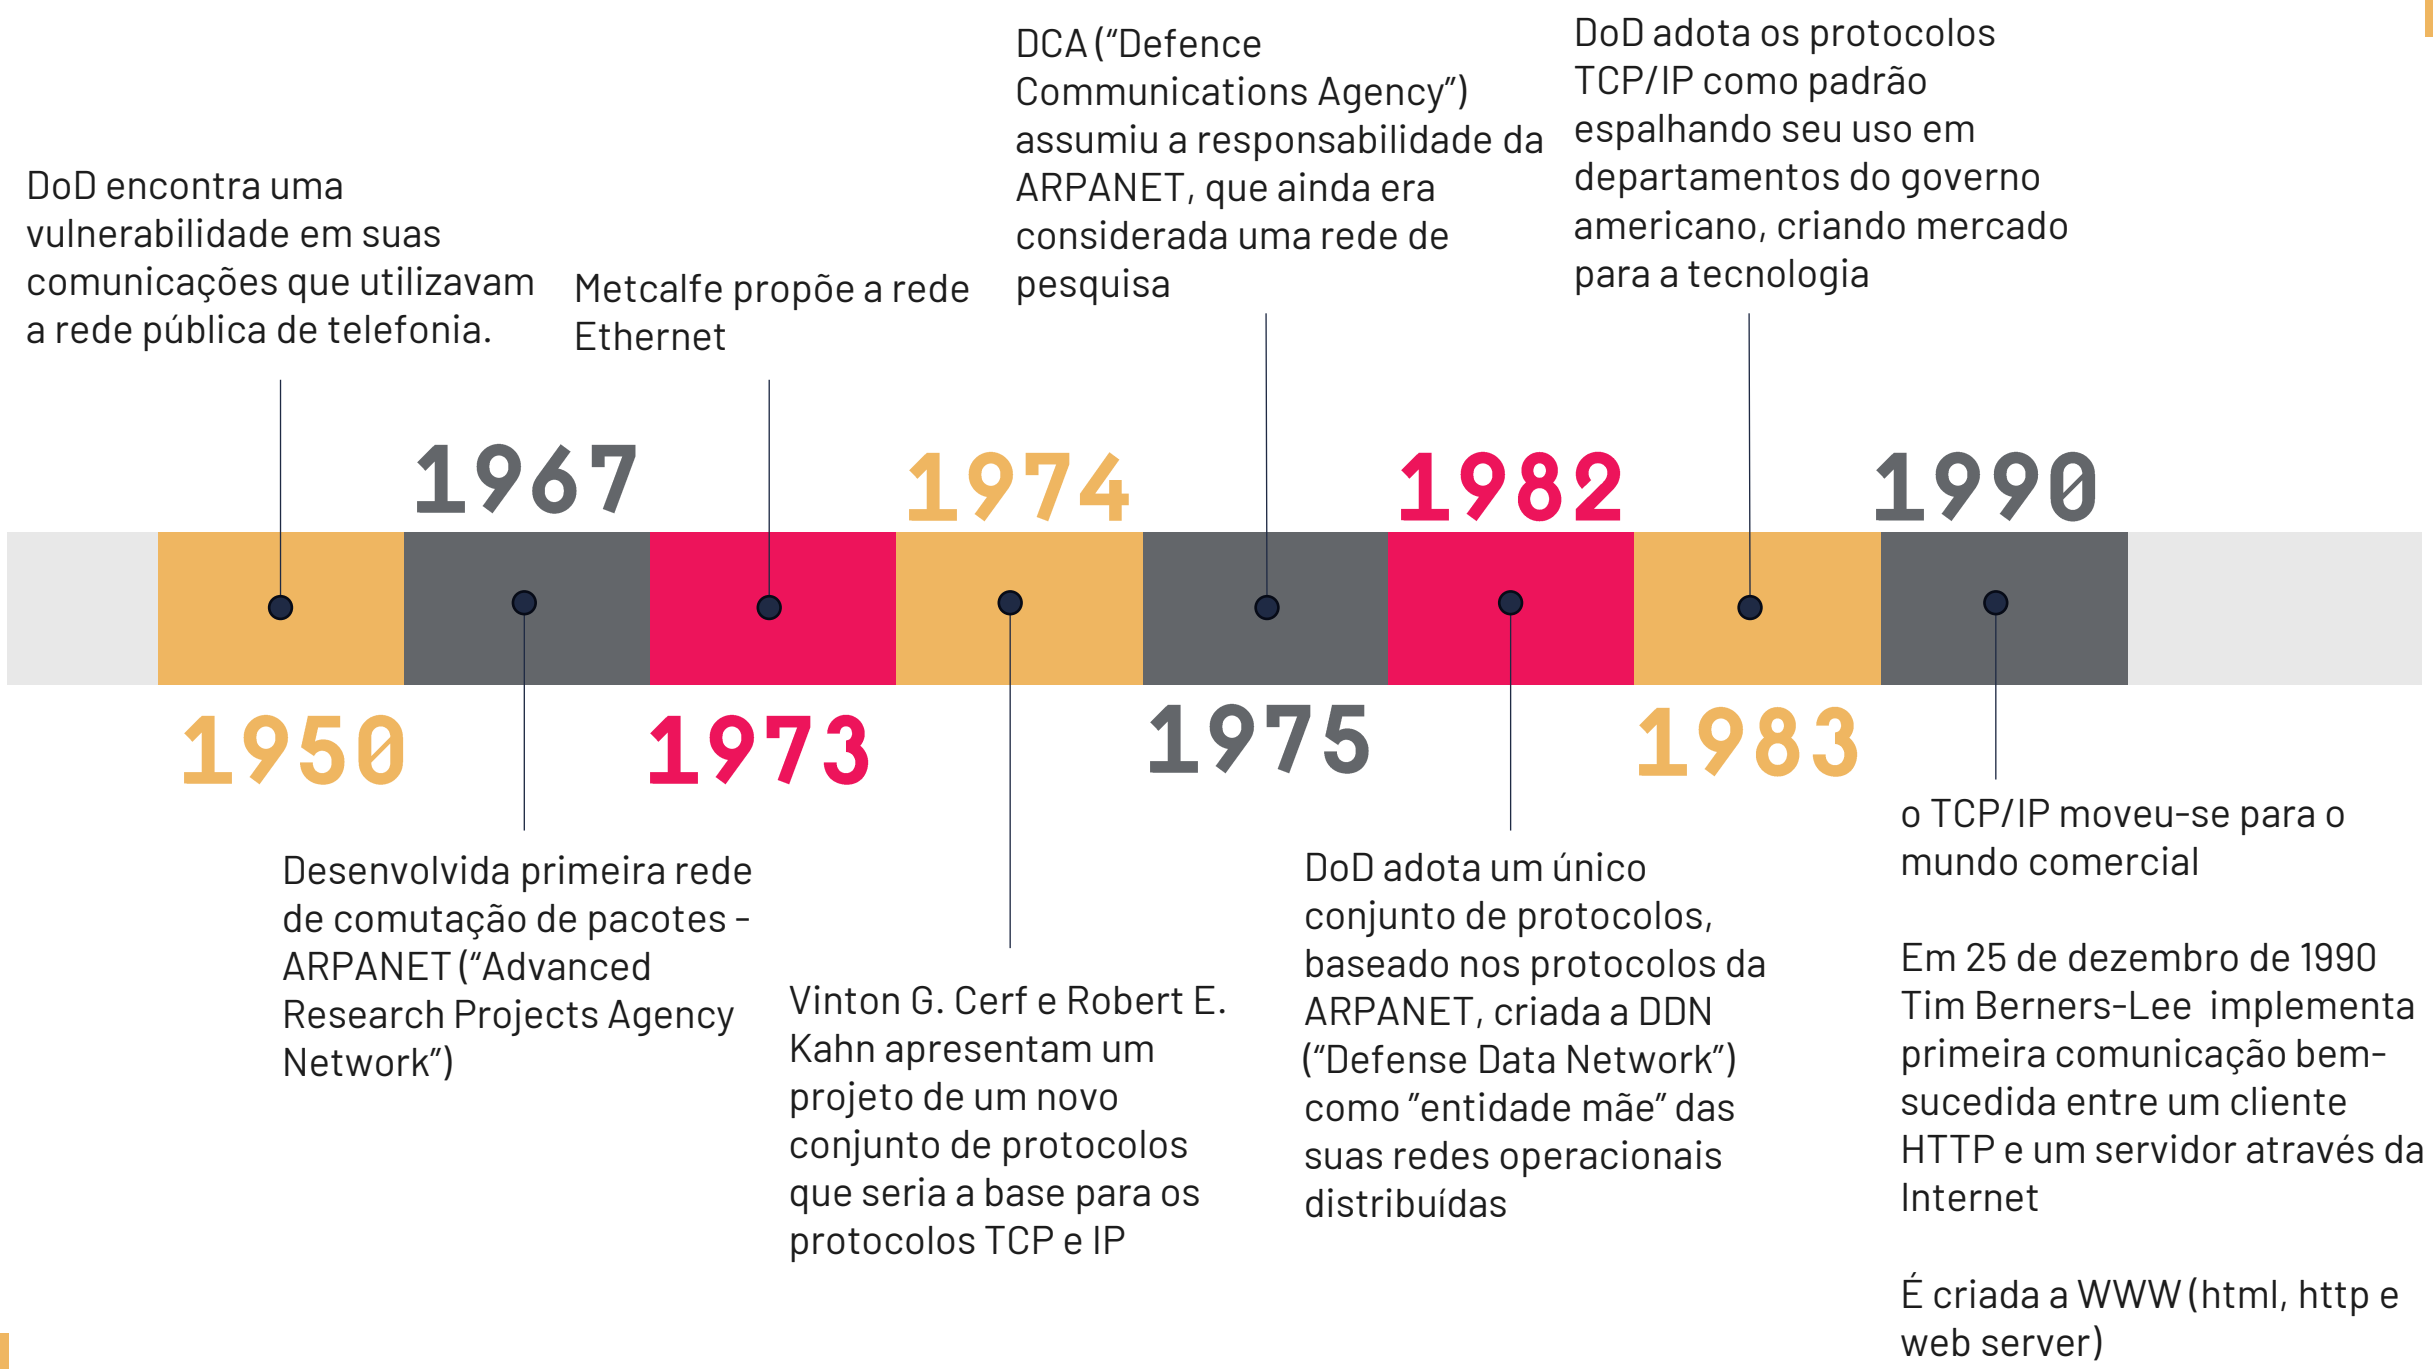 DoD encontra uma
vulnerabilidade em suas
comunicações que utilizavam
a rede pública de telefonia.
1950
1967
Desenvolvida primeira rede
de comutação de pacotes -
ARPANET (“Advanced
Research Projects Agency
Network”)
Metcalfe propõe a rede
Ethernet
1973
1974
Vinton G. Cerf e Robert E.
Kahn apresentam um
projeto de um novo
conjunto de protocolos
que seria a base para os
protocolos TCP e IP
DCA (“Defence
Communications Agency”)
assumiu a responsabilidade da
ARPANET, que ainda era
considerada uma rede de
pesquisa
1975
1982
DoD adota um único
conjunto de protocolos,
baseado nos protocolos da
ARPANET, criada a DDN
(“Defense Data Network”)
como ”entidade mãe” das
suas redes operacionais
distribuídas
DoD adota os protocolos
TCP/IP como padrão
espalhando seu uso em
departamentos do governo
americano, criando mercado
para a tecnologia
1983
1990
o TCP/IP moveu-se para o
mundo comercial
Em 25 de dezembro de 1990
Tim Berners-Lee  implementa
primeira comunicação bem-
sucedida entre um cliente
HTTP e um servidor através da
Internet
É criada a WWW (html, http e
web server)